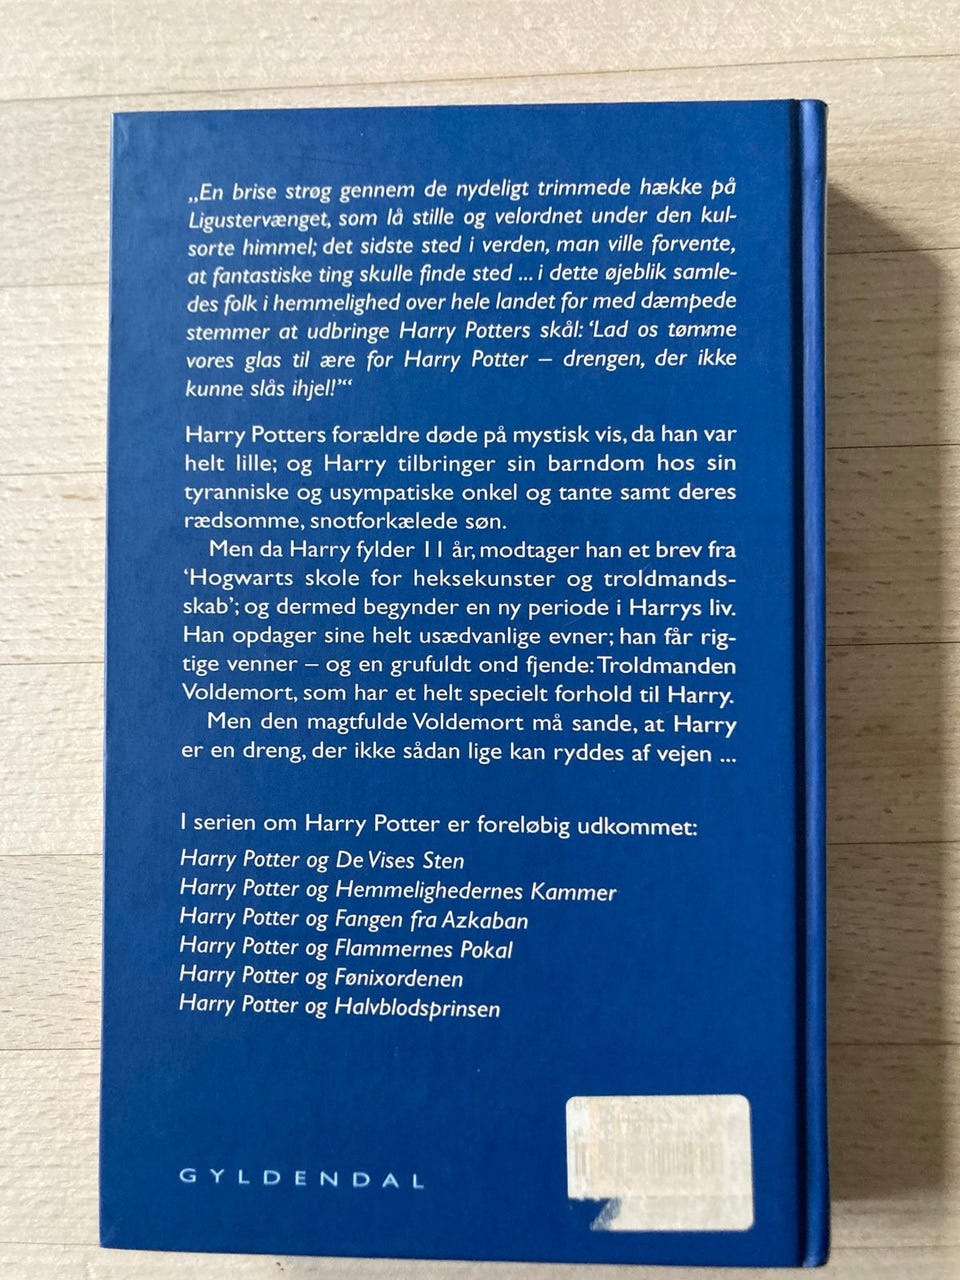 „En brise strøg gennem de nydeligt trimmede hække på
Ligustervænget, som lå stille og velordnet under den kul-
sorte himmel; det sidste sted i verden, man ville forvente,
at fantastiske ting skulle finde sted ... i dette øjeblik samle-
des folk i hemmelighed over hele landet for med dæmpede
stemmer at udbringe Harry Potters skål: ‘Lad os tømme
vores glas til ære for Harry Potter – drengen, der ikke
kunne slås ihjel!’“
Harry Potters forældre døde på mystisk vis, da han var
helt lille; og Harry tilbringer sin barndom hos sin
tyranniske og usympatiske onkel og tante samt deres
rædsomme, snotforkælede søn.
Men da Harry fylder 11 år, modtager han et brev fra
‘Hogwarts skole for heksekunster og troldmands-
skab’; og dermed begynder en ny periode i Harrys liv.
Han opdager sine helt usædvanlige evner; han får rig-
tige venner – og en grufuldt ond fjende: Troldmanden
Voldemort, som har et helt specielt forhold til Harry.
Men den magtfulde Voldemort må sande, at Harry
er en dreng, der ikke sådan lige kan ryddes af vejen ...
I serien om Harry Potter er foreløbig udkommet:
Harry Potter og De Vises Sten
Harry Potter og Hemmelighedernes Kammer
Harry Potter og Fangen fra Azkaban
Harry Potter og Flammernes Pokal
Harry Potter og Fønixordenen
Harry Potter og Halvblodsprinsen
GYLDENDAL